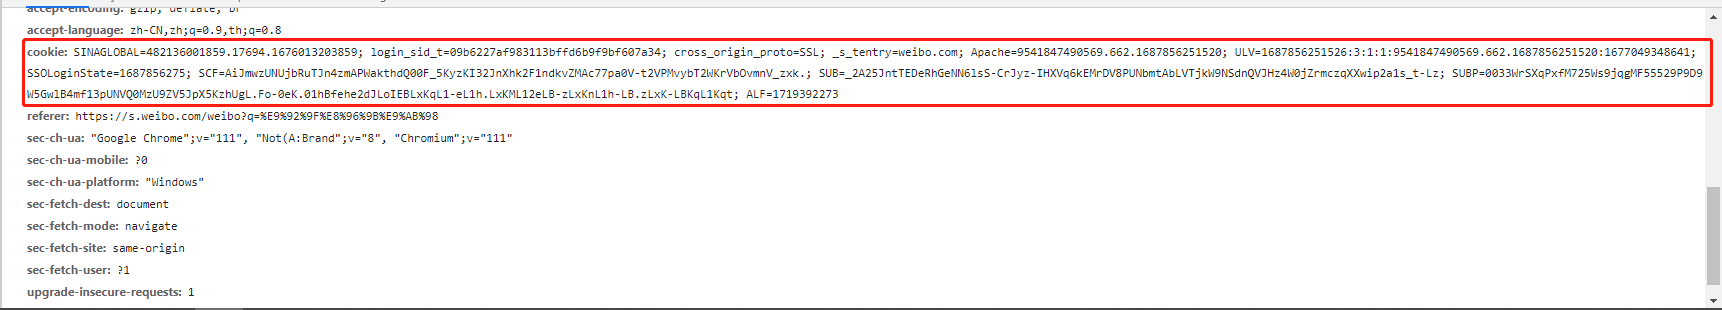 accept-encoding: gzip, deflate, br
accept-language: zh-CN,zh;q=0.9,th;q=0.8
cookie: SINAGLOBAL=482136001859.17694.1676013203859; login_sid_t=09b6227af983113bffd6b9f9bf607a34; cross_origin_proto=SSL; _s_tentry=weibo.com; Apache=9541847490569.662.1687856251520; ULV=1687856251526:3:1:1:9541847490569.662.1687856251520:1677049348641;
SSOLoginState=1687856275; SCF=AiJmwzUNUjbRuTJn4zmAPWakthdQ00F_5KyzKI32JnXhk2F1ndkvZMAc77pa0V-t2VPMvybT2WKrVbOvmnV_zxk.; SUB=_2A25JntTEDeRhGeNN6lsS-CrJyz-IHXVq6kEMrDV8PUNbmtAbLVTjkW9NSdnQVJHz4W0jZrmczqXXwip2a1s_t-Lz; SUBP=0033WrSXqPxfM725Ws9jqgMF55529P9D9
W5GwlB4mf13pUNVQ0MzU9ZV5JpX5KzhUgL.Fo-0eK.01hBfehe2dJLoIEBLxKqL1-eL1h.LxKML12eLB-zLxKnL1h-LB.zLxK-LBKqL1Kqt; ALF=1719392273
referer: https://s.weibo.com/weibo?q=%E9%92%9F%E8%96%9B%E9%AB%98
sec-ch-ua: "Google Chrome";v="111", "Not(A:Brand";v="8", "Chromium";v="111"
sec-ch-ua-mobile: ?0
sec-ch-ua-platform: "Windows"
sec-fetch-dest: document
sec-fetch-mode: navigate
sec-fetch-site: same-origin
sec-fetch-user: ?1
upgrade-insecure-requests: 1